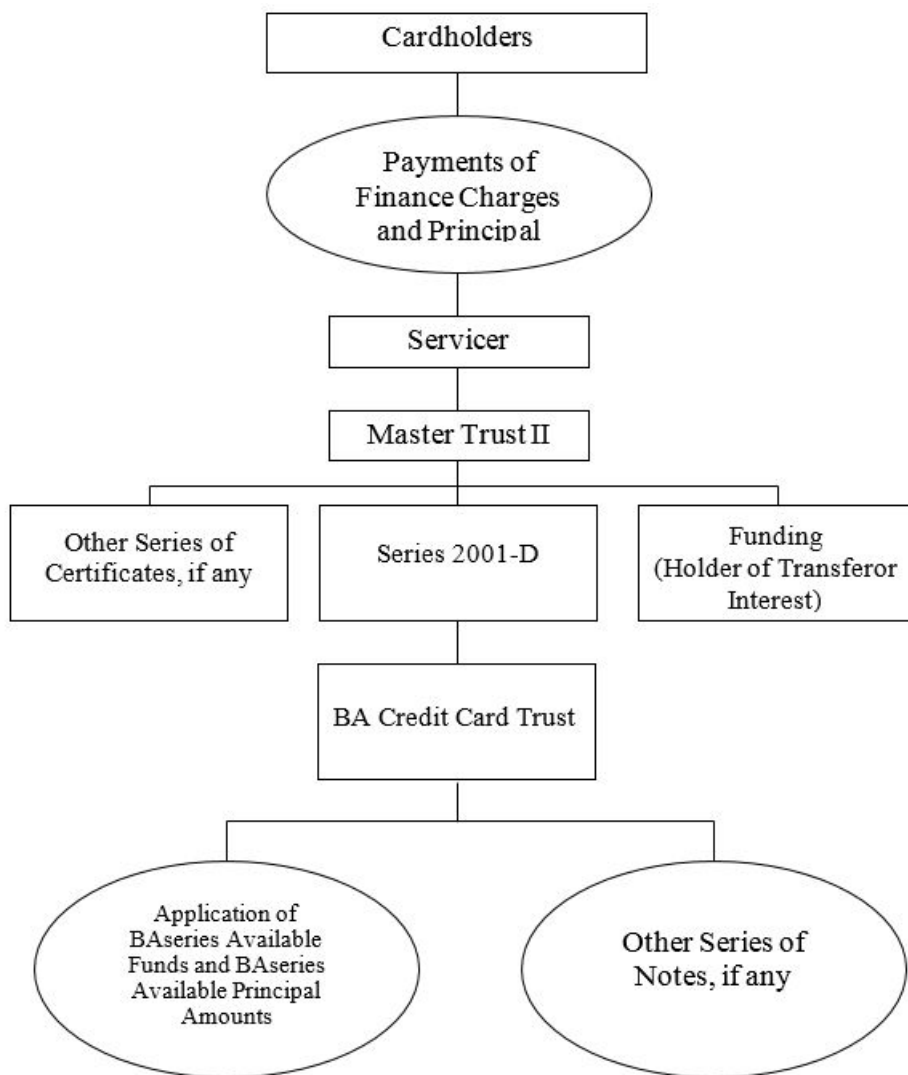 Cardholders
Payments of
Finance Charges
and Principal
Servicer
Master Trust II
Other Series of
Certificates, if any
Series 2001-D
Funding
(Holder of Transferor
Interest)
BA Credit Card Trust
Application of
BAseries Available
Funds and BAseries
Available Principal
Amounts
Other Series of
Notes, if any